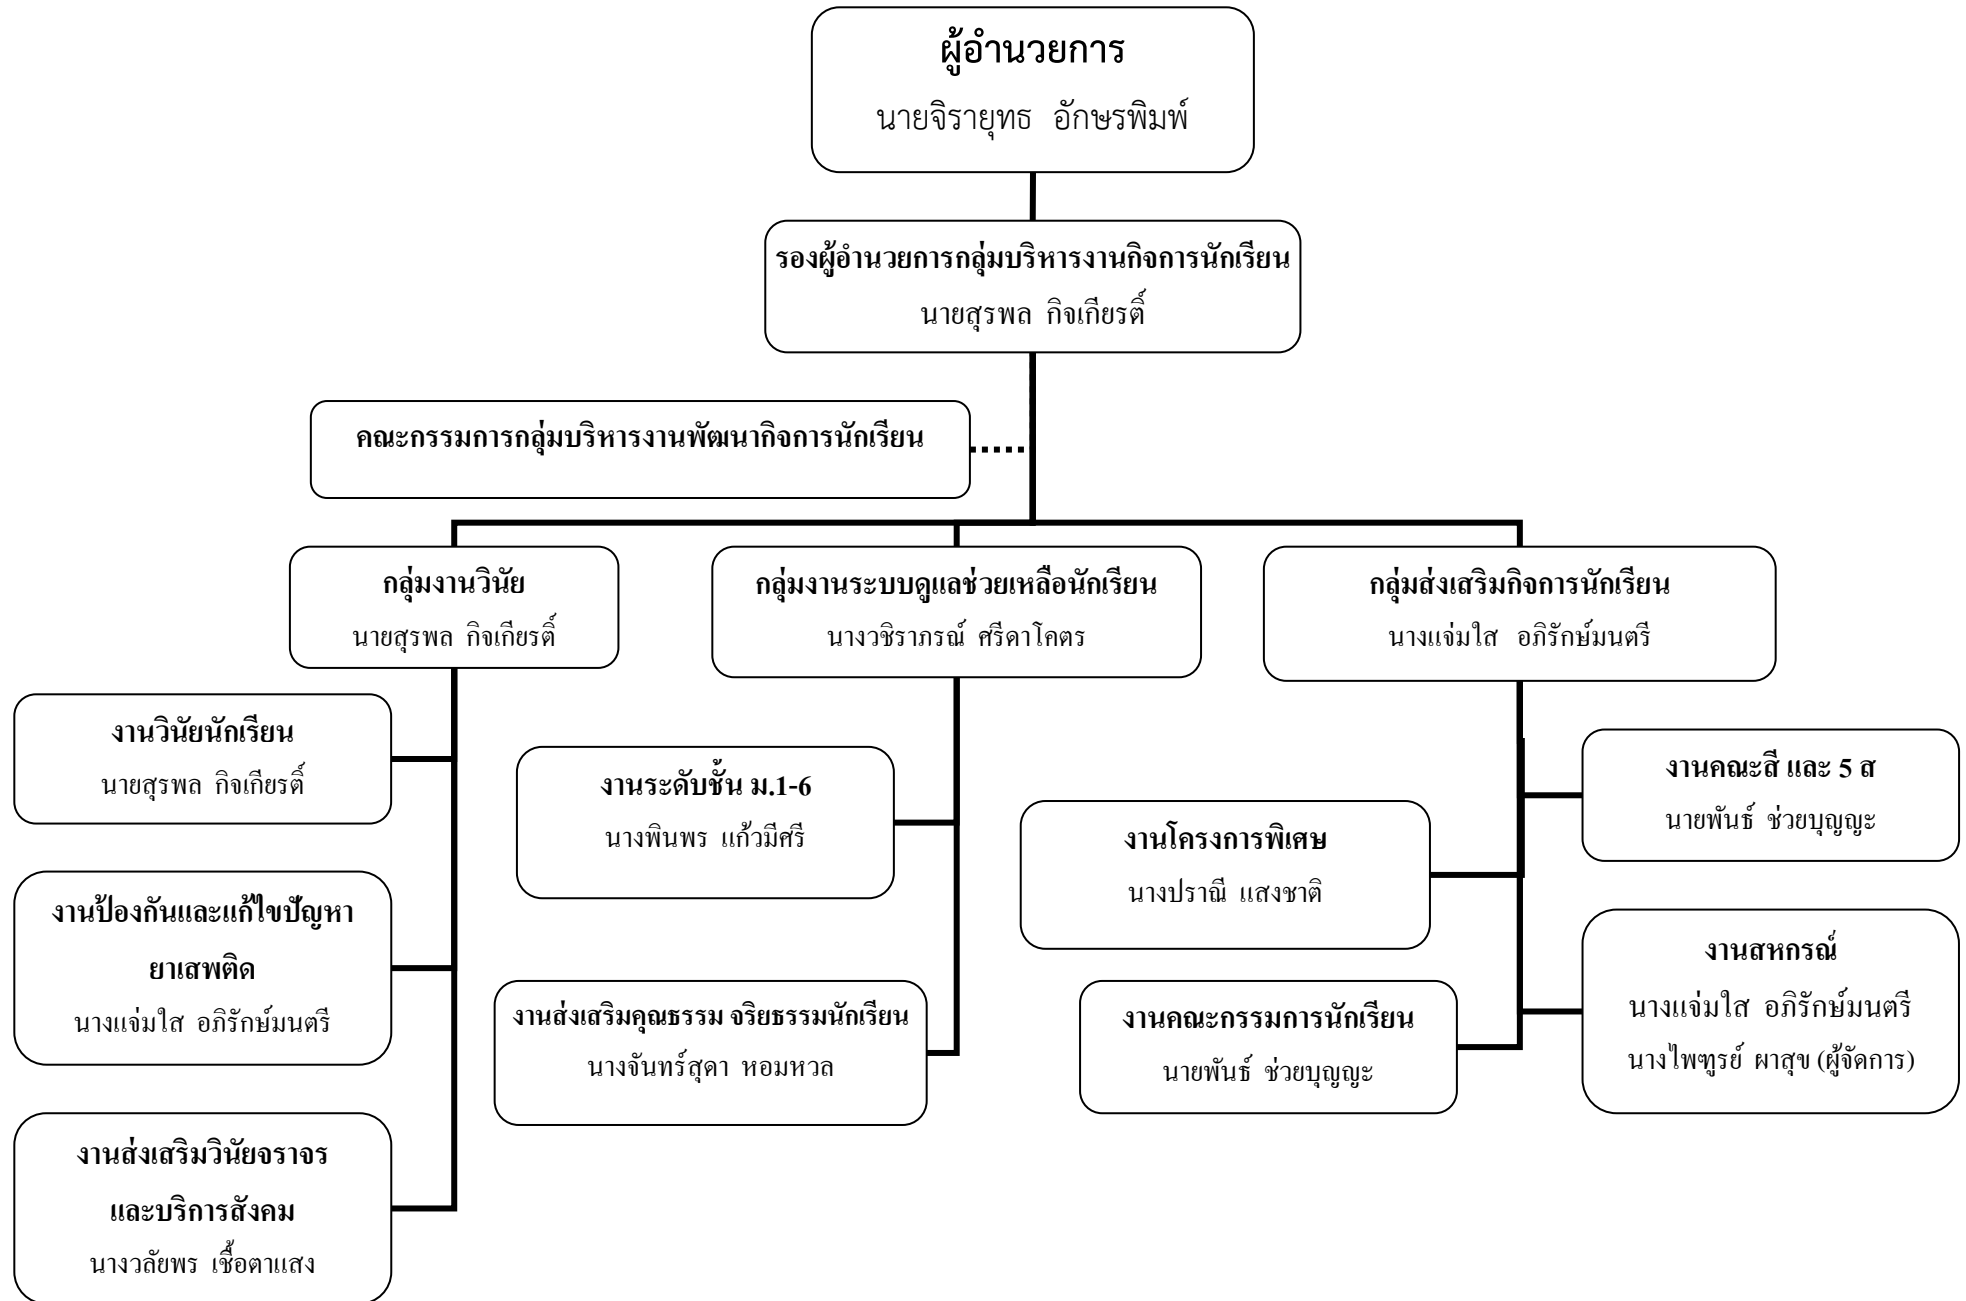 ผู้อำนวยการ
นายจิรายุทธ อักษรพิมพ์
รองผู้อำนวยการกลุ่มบริหารงานกิจการนักเรียน
นายสุรพล กิจเกียรติ์
คณะกรรมการกลุ่มบริหารงานพัฒนากิจการนักเรียน
กลุ่มงานวินัย
นายสุรพล กิจเกียรติ์
งานวินัยนักเรียน
นายสุรพล กิจเกียรติ์
งานป้องกันและแก้ไขปัญหา
ยาเสพติด
นางแจ่มใส อภิรักษ์มนตรี
งานส่งเสริมวินัยจราจร
และบริการสังคม
นางวลัยพร เชื้อตาแสง
กลุ่มงานระบบดูแลช่วยเหลือนักเรียน
นางวชิราภรณ์ ศรีดาโคตร
งานระดับชั้น ม.1-6
นางพินพร แก้วมีศรี
งานส่งเสริมคุณธรรม จริยธรรมนักเรียน
นางจันทร์สุดา หอมหวล
กลุ่มส่งเสริมกิจการนักเรียน
นางแจ่มใส อภิรักษ์มนตรี
งานโครงการพิเศษ
นางปราณี แสงชาติ
งานคณะกรรมการนักเรียน
นายพันธ์ ช่วยบุญญะ
งานคณะสี และ 5 ส
นายพันธ์ ช่วยบุญญะ
งานสหกรณ์
นางแจ่มใส อภิรักษ์มนตรี
นางไพฑูรย์ ผาสุข (ผู้จัดการ)